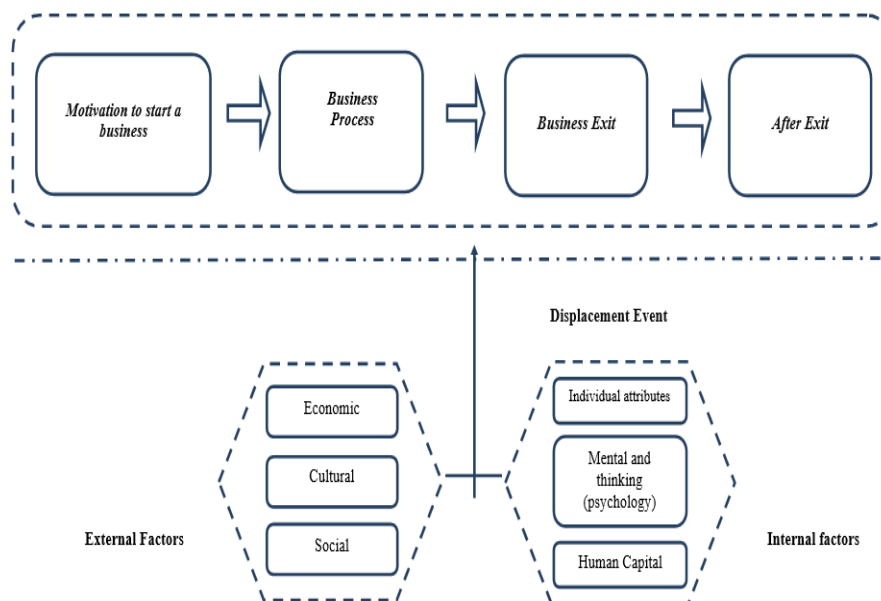 Motivation to start a
business
Business
Process
Business Exit
After Exit
Displacement Event
Economic
Cultural
Social
External Factors
Individual attributes
Mental and
thinking
(psychology)
Human Capital
Internal factors